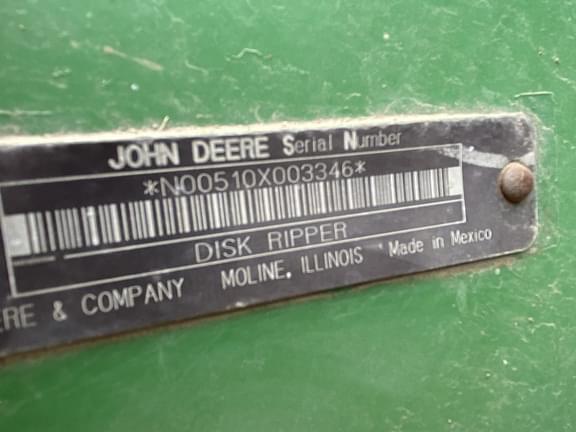 JOHN DEERE Serial Number
*N00510X003346*
DISK RIPPER
ERE & COMPANY MOLINE, ILLINOIS Made in Mexico